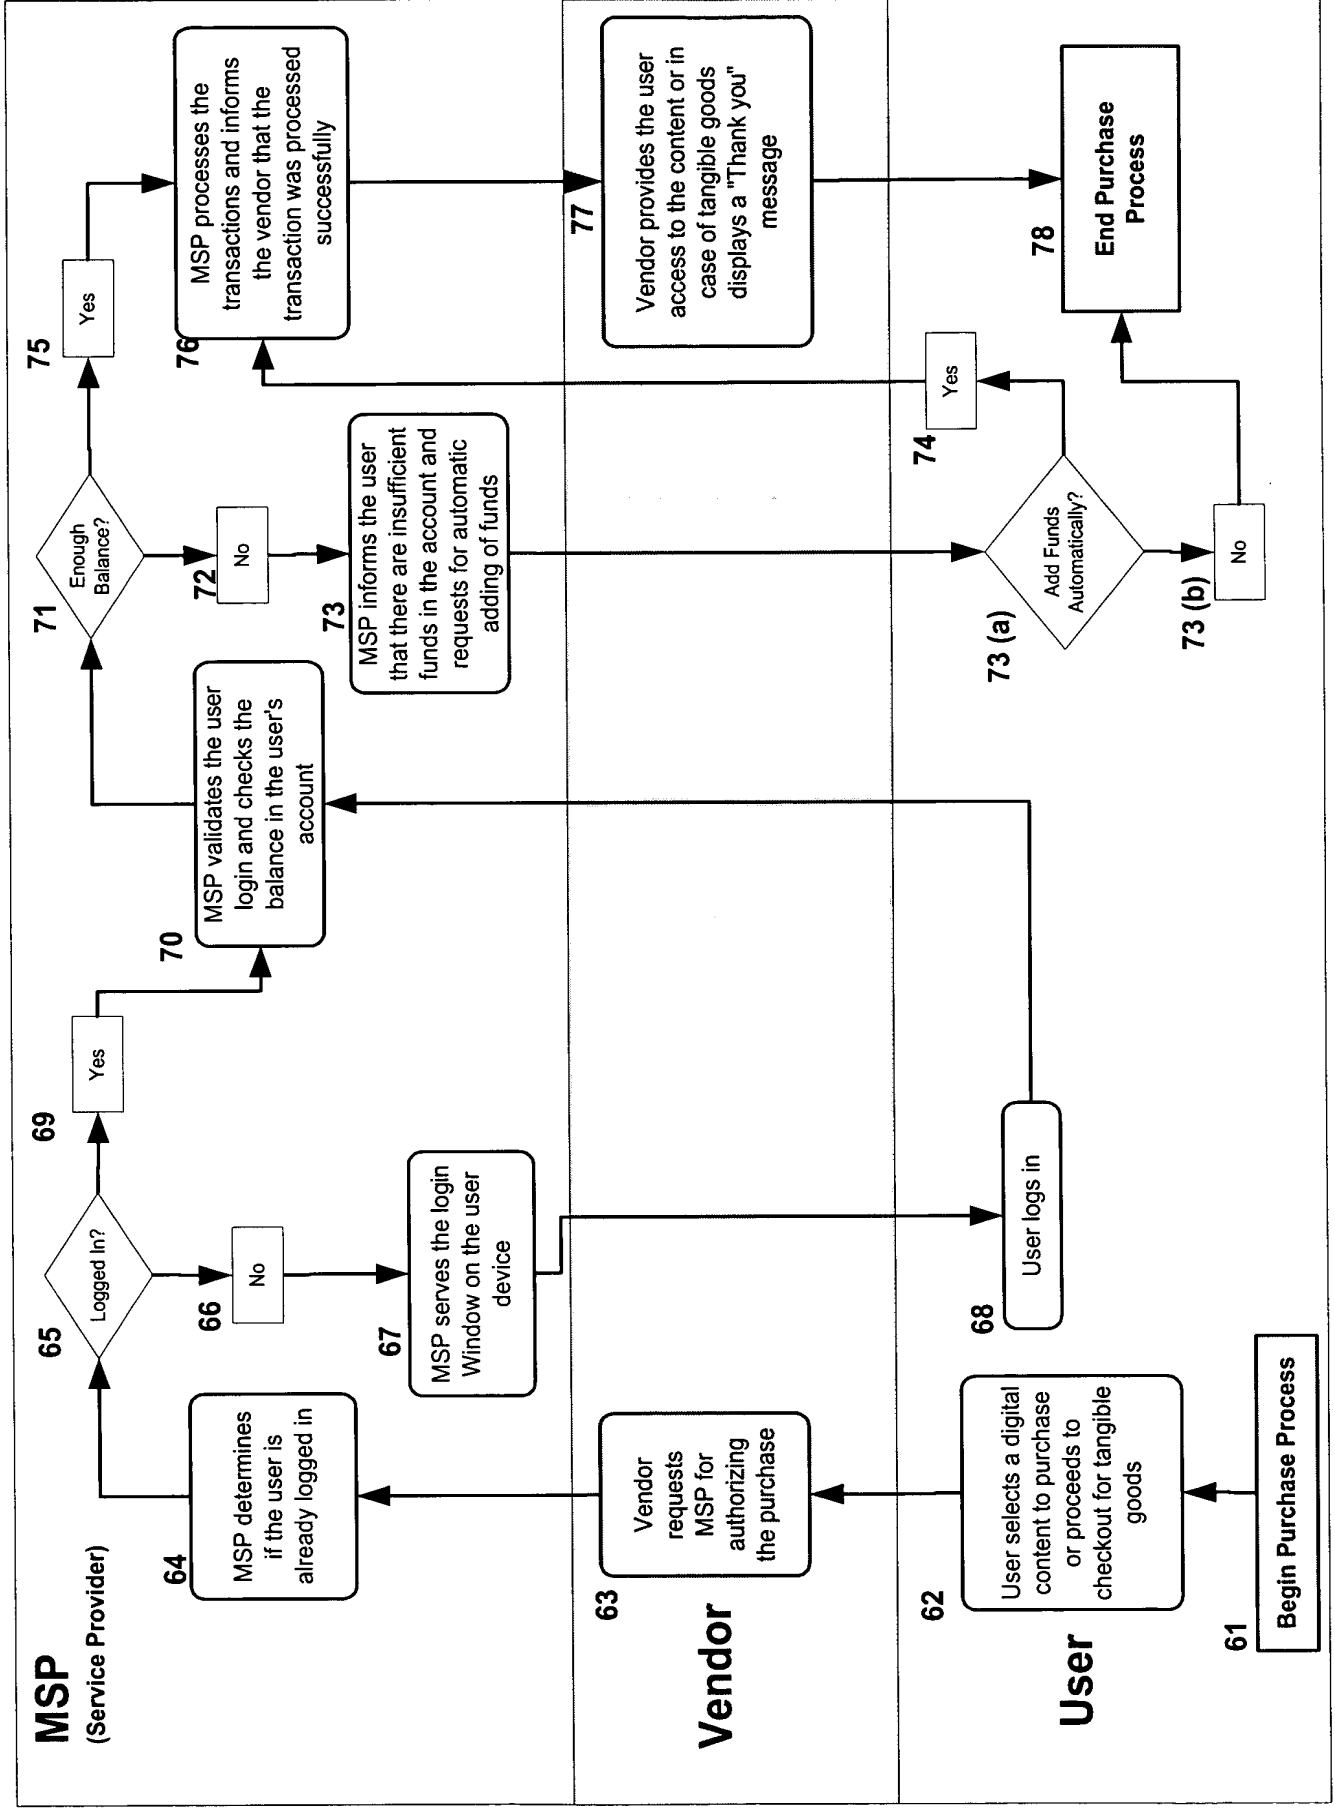 MSP
(Service Provider)
64
MSP determines
if the user is
already logged in
65
Logged In?
66
No
67
MSP serves the login
Window on the user
device
69
Yes
70
MSP validates the user
login and checks the
balance in the user's
account
71
Enough
Balance?
72
No
73
MSP informs the user
that there are insufficient
funds in the account and
requests for automatic
adding of funds
75
Yes
76
MSP processes the
transactions and informs
the vendor that the
transaction was processed
successfully
Vendor
63
Vendor
requests
MSP for
authorizing
the purchase
77
Vendor provides the user
access to the content or in
case of tangible goods
displays a "Thank you"
message
User
61
Begin Purchase Process
62
User selects a digital
content to purchase
or proceeds to
checkout for tangible
goods
68
User logs in
73 (a)
Add Funds
Automatically?
73 (b)
No
74
Yes
78
End Purchase
Process